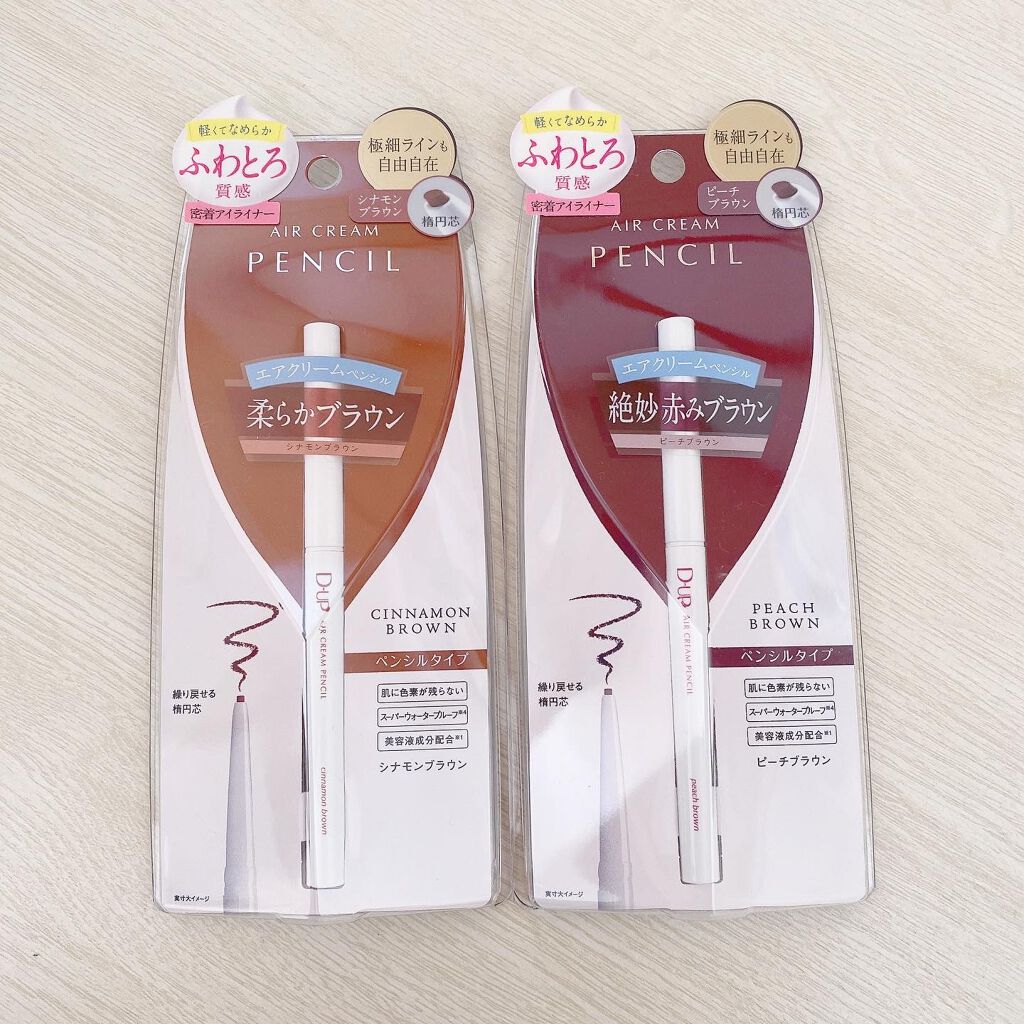 軽くてなめらか
ふわとろ
質感
密着アイライナー
極細ラインも
自由自在
シナモン
ブラウン
楕円芯
AIR CREAM
PENCIL
エアクリームペンシル
柔らかブラウン
シナモンブラウン
D-UP AIR CREAM PENCIL
cinnamon brown
CINNAMON
BROWN
ペンシルタイプ
肌に色素が残らない
スーパーウォータープルーフ※4
美容液成分配合※1
シナモンブラウン
繰り戻せる
楕円芯
実寸大イメージ
軽くてなめらか
ふわとろ
質感
密着アイライナー
極細ラインも
自由自在
ピーチ
ブラウン
楕円芯
AIR CREAM
PENCIL
エアクリームペンシル
絶妙赤みブラウン
ピーチブラウン
D-UP AIR CREAM PENCIL
peach brown
PEACH
BROWN
ペンシルタイプ
肌に色素が残らない
スーパーウォータープルーフ※4
美容液成分配合※1
ピーチブラウン
繰り戻せる
楕円芯
実寸大イメージ